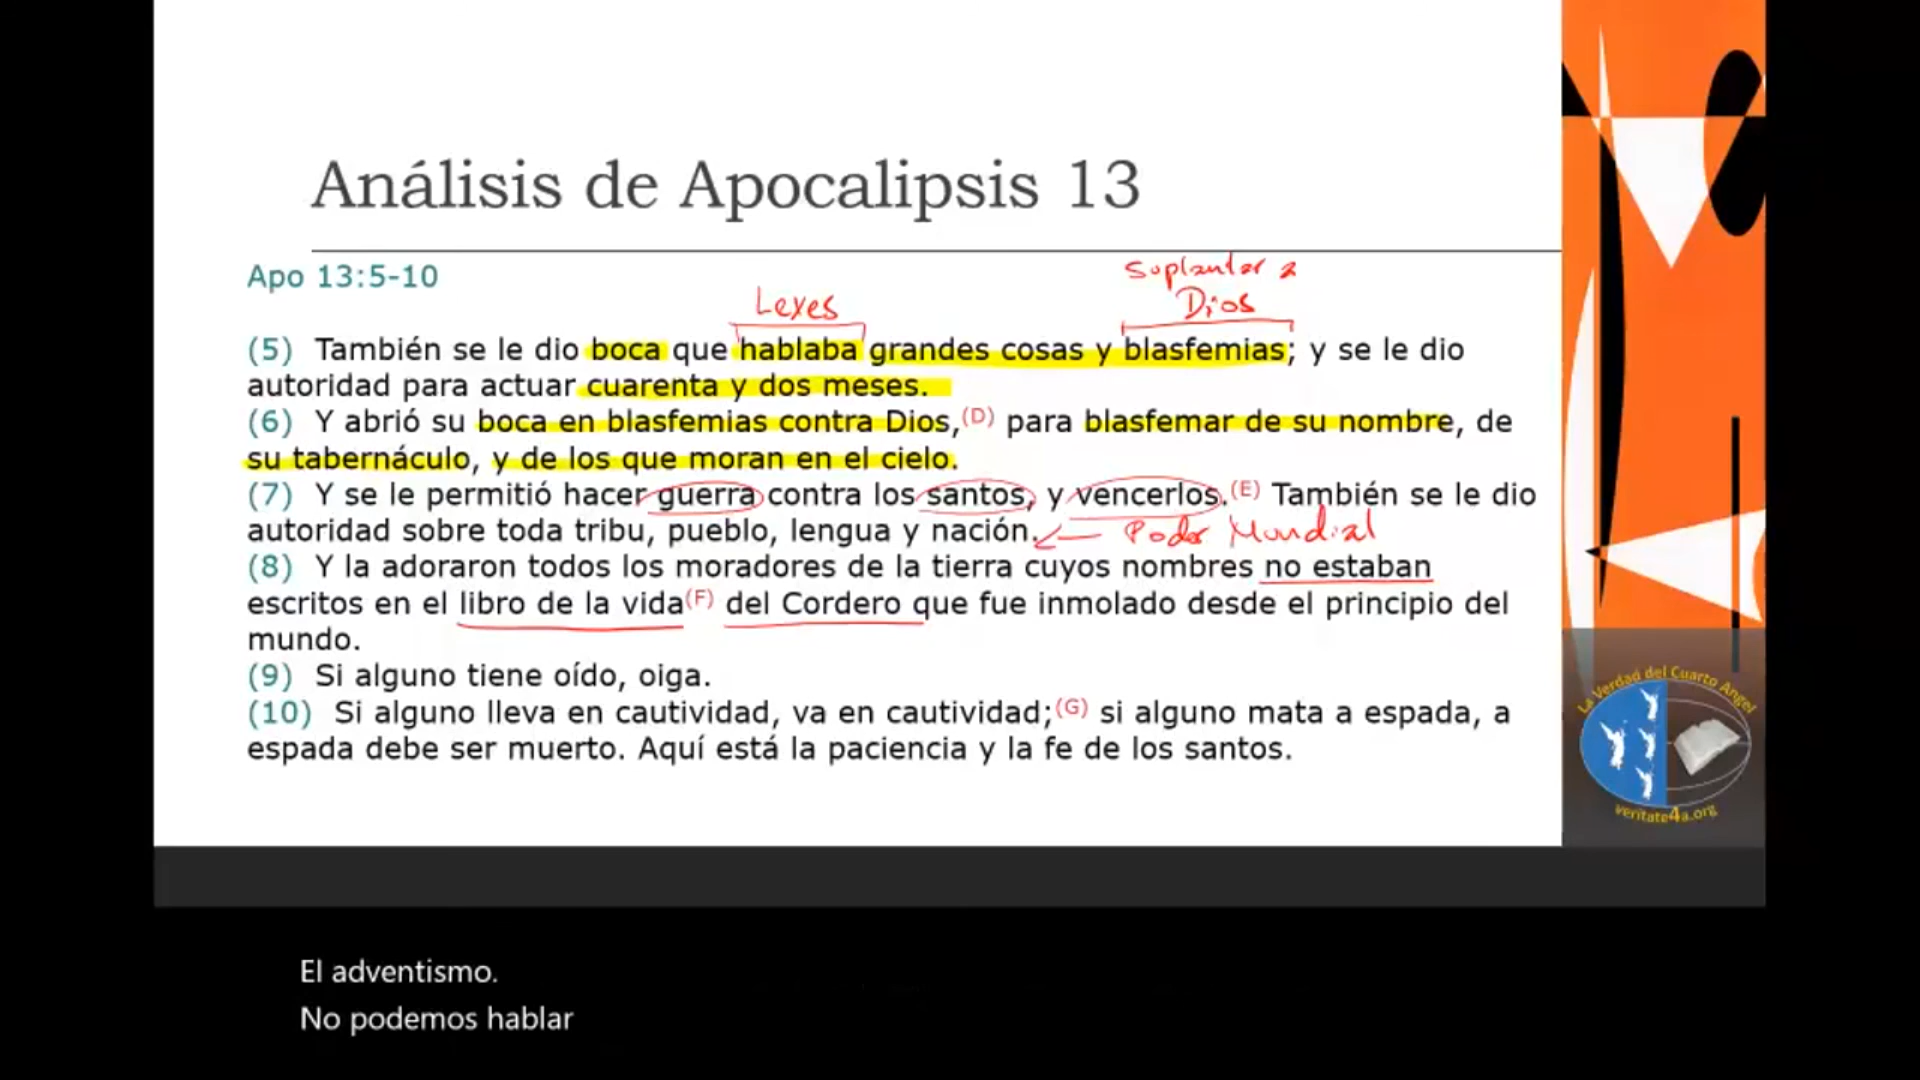 Análisis de Apocalipsis 13
Apo 13:5-10
Suplantar a
Leyes
Dios
(5) También se le dio boca que hablaba grandes cosas y blasfemias; y se le dio
autoridad para actuar cuarenta y dos meses.
(6) Y abrió su boca en blasfemias contra Dios,(D) para blasfemar de su nombre, de
su tabernáculo, y de los que moran en el cielo.
(7) Y se le permitió hacer guerra contra los santos, y vencerlos.(E) También se le dio
autoridad sobre toda tribu, pueblo, lengua y nación.
Poder Mundial
(8) Y la adoraron todos los moradores de la tierra cuyos nombres no estaban
escritos en el libro de la vida(F) del Cordero que fue inmolado desde el principio del
mundo.
(9) Si alguno tiene oído, oiga.
(10) Si alguno lleva en cautividad, va en cautividad;(G) si alguno mata a espada, a
espada debe ser muerto. Aquí está la paciencia y la fe de los santos.
La Verdad del Cuarto Angel
veritate4a.org
El adventismo.
No podemos hablar